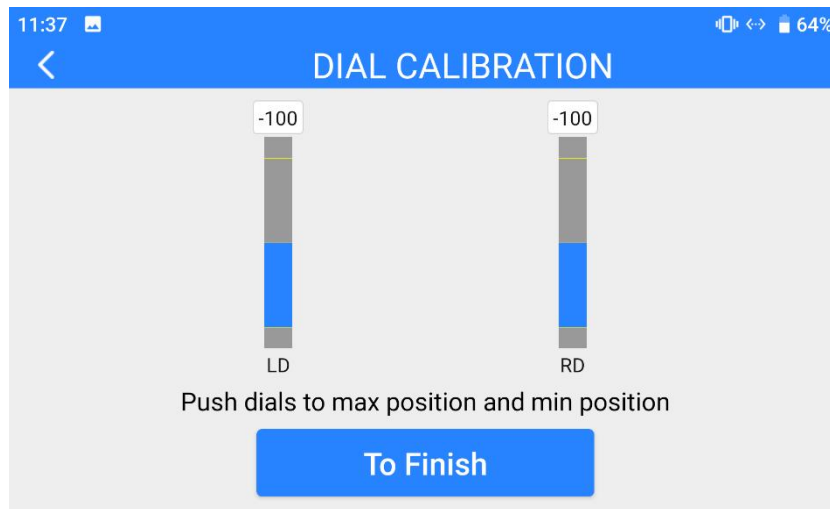 11:37 64%
DIAL CALIBRATION
-100 -100
LD RD
Push dials to max position and min position
To Finish